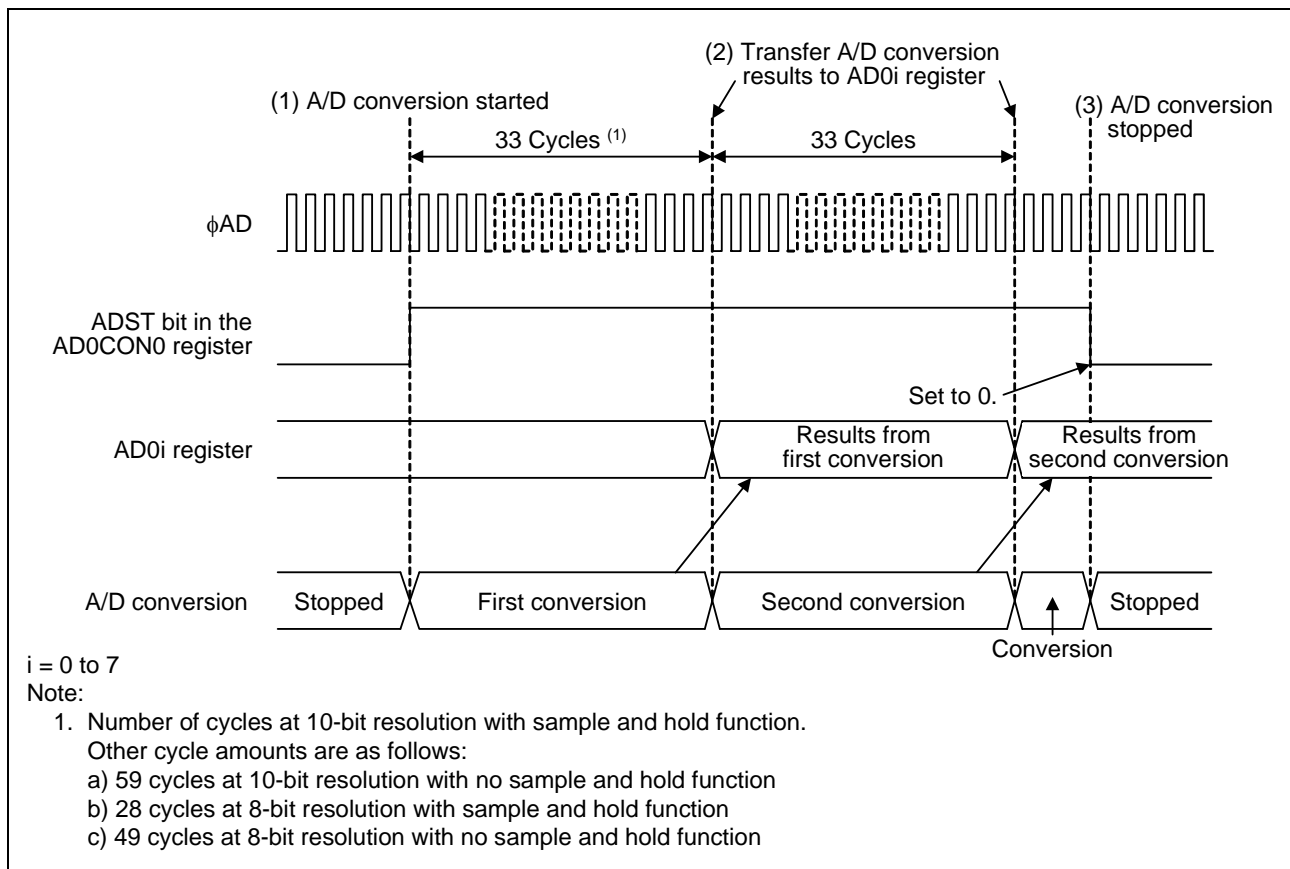 (2) Transfer A/D conversion
results to AD0i register
(1) A/D conversion started
(3) A/D conversion
stopped
33 Cycles (1)
33 Cycles
ϕAD
ADST bit in the
AD0CON0 register
Set to 0.
AD0i register
Results from
first conversion
Results from
second conversion
A/D conversion
Stopped
First conversion
Second conversion
Stopped
Conversion
i = 0 to 7
Note:
1. Number of cycles at 10-bit resolution with sample and hold function.
Other cycle amounts are as follows:
a) 59 cycles at 10-bit resolution with no sample and hold function
b) 28 cycles at 8-bit resolution with sample and hold function
c) 49 cycles at 8-bit resolution with no sample and hold function